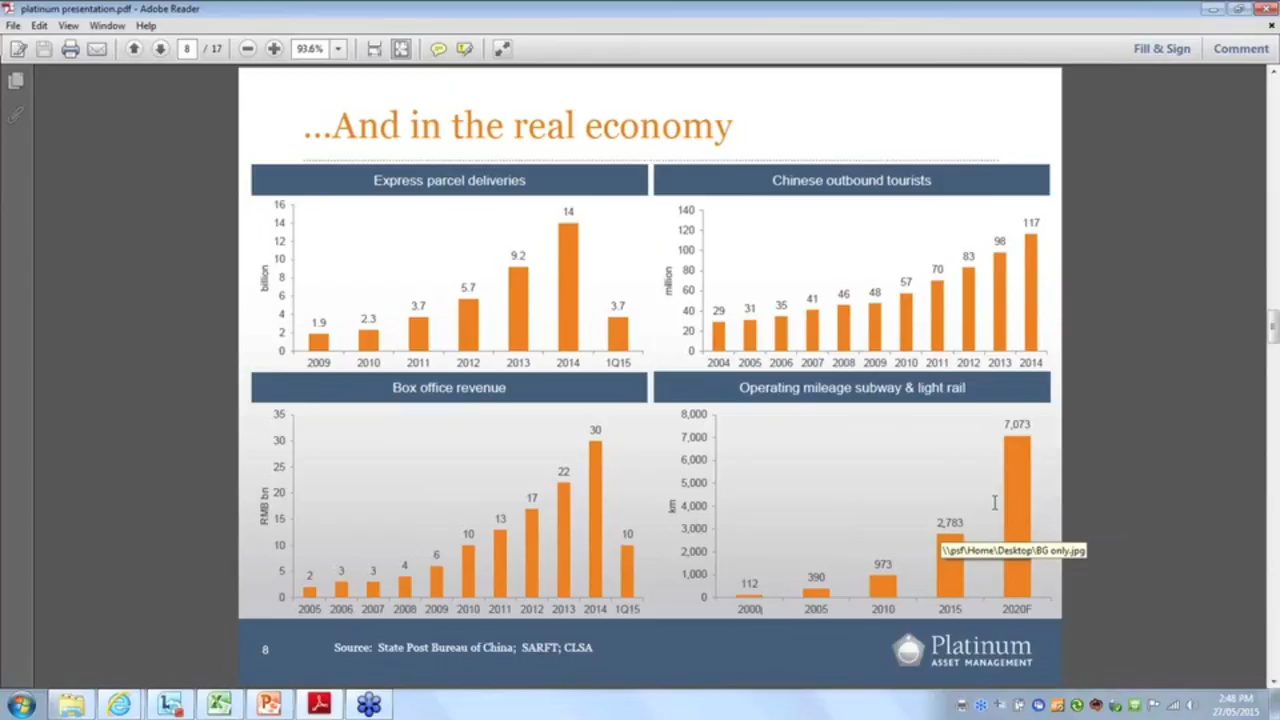 platinum presentation.pdf - Adobe Reader
File Edit View Window Help
8 / 17 93.6% Fill & Sign Comment
...And in the real economy
Express parcel deliveries
16
14
12
10
8
6
4
2
0
billion
1.9 2.3 3.7 5.7 9.2 14 3.7
2009 2010 2011 2012 2013 2014 1Q15
Chinese outbound tourists
140
120
100
80
60
40
20
0
million
29 31 35 41 46 48 57 70 83 98 117
2004 2005 2006 2007 2008 2009 2010 2011 2012 2013 2014
Box office revenue
35
30
25
20
15
10
5
0
RMB bn
2 3 3 4 6 10 13 17 22 30 10
2005 2006 2007 2008 2009 2010 2011 2012 2013 2014 1Q15
Operating mileage subway & light rail
8,000
7,000
6,000
5,000
4,000
3,000
2,000
1,000
0
km
112 390 973 2,783 7,073
2000 2005 2010 2015 2020F
\\psf\Home\Desktop\BG only.jpg
8
Source: State Post Bureau of China; SARFT; CLSA
Platinum
ASSET MANAGEMENT
2:48 PM
27/05/2015